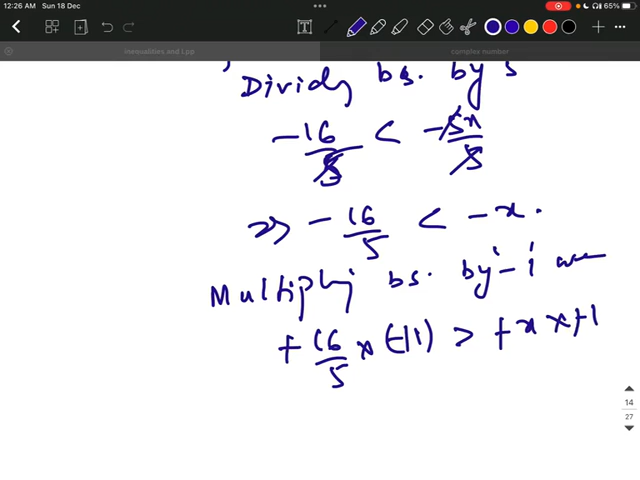 12:26 AM Sun 18 Dec
65%
inequalities and i.pp
complex number
Divide bs. by 5
-16/5 < -5x/5
=> - 16/5 < - x.
Multiply bs. by - 1 we
+ 16/5 x (-1) > + x x +1
14
27